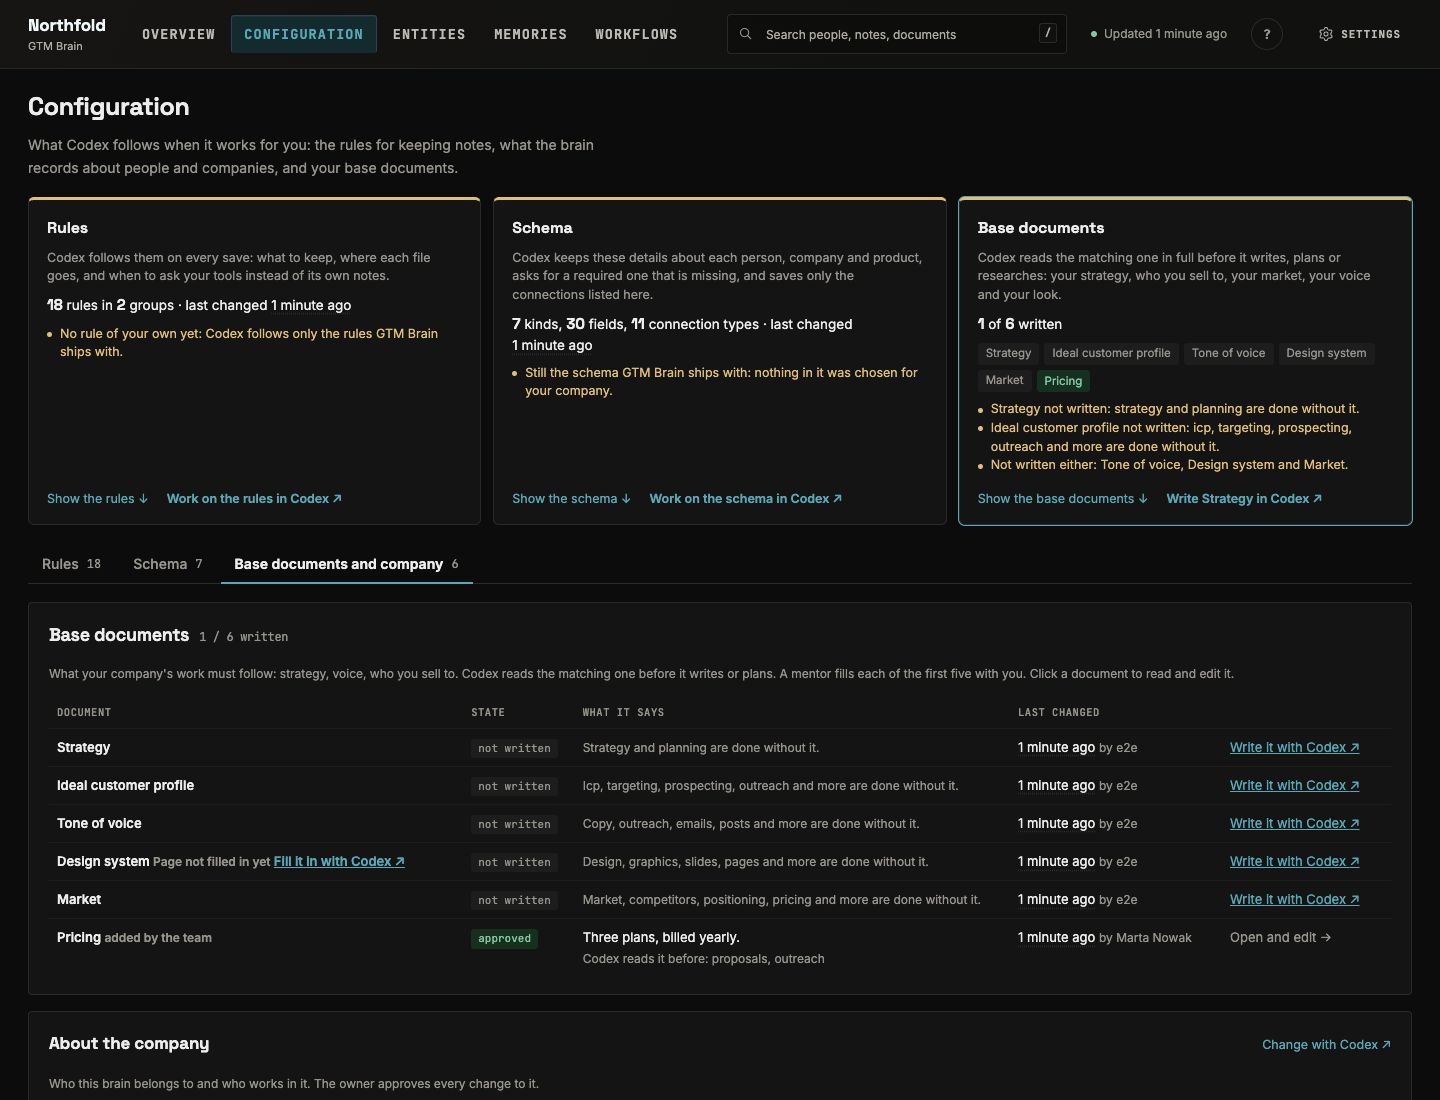 Northfold
GTM Brain
OVERVIEW
CONFIGURATION
ENTITIES
MEMORIES
WORKFLOWS
Search people, notes, documents
/
Updated 1 minute ago
?
SETTINGS
Configuration
What Codex follows when it works for you: the rules for keeping notes, what the brain
records about people and companies, and your base documents.
Rules
Codex follows them on every save: what to keep, where each file
goes, and when to ask your tools instead of its own notes.
18 rules in 2 groups · last changed 1 minute ago
No rule of your own yet: Codex follows only the rules GTM Brain
ships with.
Show the rules ↓
Work on the rules in Codex ↗
Schema
Codex keeps these details about each person, company and product,
asks for a required one that is missing, and saves only the
connections listed here.
7 kinds, 30 fields, 11 connection types · last changed
1 minute ago
Still the schema GTM Brain ships with: nothing in it was chosen for
your company.
Show the schema ↓
Work on the schema in Codex ↗
Base documents
Codex reads the matching one in full before it writes, plans or
researches: your strategy, who you sell to, your market, your voice
and your look.
1 of 6 written
Strategy
Ideal customer profile
Tone of voice
Design system
Market
Pricing
Strategy not written: strategy and planning are done without it.
Ideal customer profile not written: icp, targeting, prospecting,
outreach and more are done without it.
Not written either: Tone of voice, Design system and Market.
Show the base documents ↓
Write Strategy in Codex ↗
Rules 18
Schema 7
Base documents and company 6
Base documents 1 / 6 written
What your company's work must follow: strategy, voice, who you sell to. Codex reads the matching one before it writes or plans. A mentor fills each of the first five with you. Click a document to read and edit it.
DOCUMENT
STATE
WHAT IT SAYS
LAST CHANGED
Strategy
not written
Strategy and planning are done without it.
1 minute ago by e2e
Write it with Codex ↗
Ideal customer profile
not written
Icp, targeting, prospecting, outreach and more are done without it.
1 minute ago by e2e
Write it with Codex ↗
Tone of voice
not written
Copy, outreach, emails, posts and more are done without it.
1 minute ago by e2e
Write it with Codex ↗
Design system Page not filled in yet Fill it in with Codex ↗
not written
Design, graphics, slides, pages and more are done without it.
1 minute ago by e2e
Write it with Codex ↗
Market
not written
Market, competitors, positioning, pricing and more are done without it.
1 minute ago by e2e
Write it with Codex ↗
Pricing added by the team
approved
Three plans, billed yearly.
Codex reads it before: proposals, outreach
1 minute ago by Marta Nowak
Open and edit →
About the company
Change with Codex ↗
Who this brain belongs to and who works in it. The owner approves every change to it.